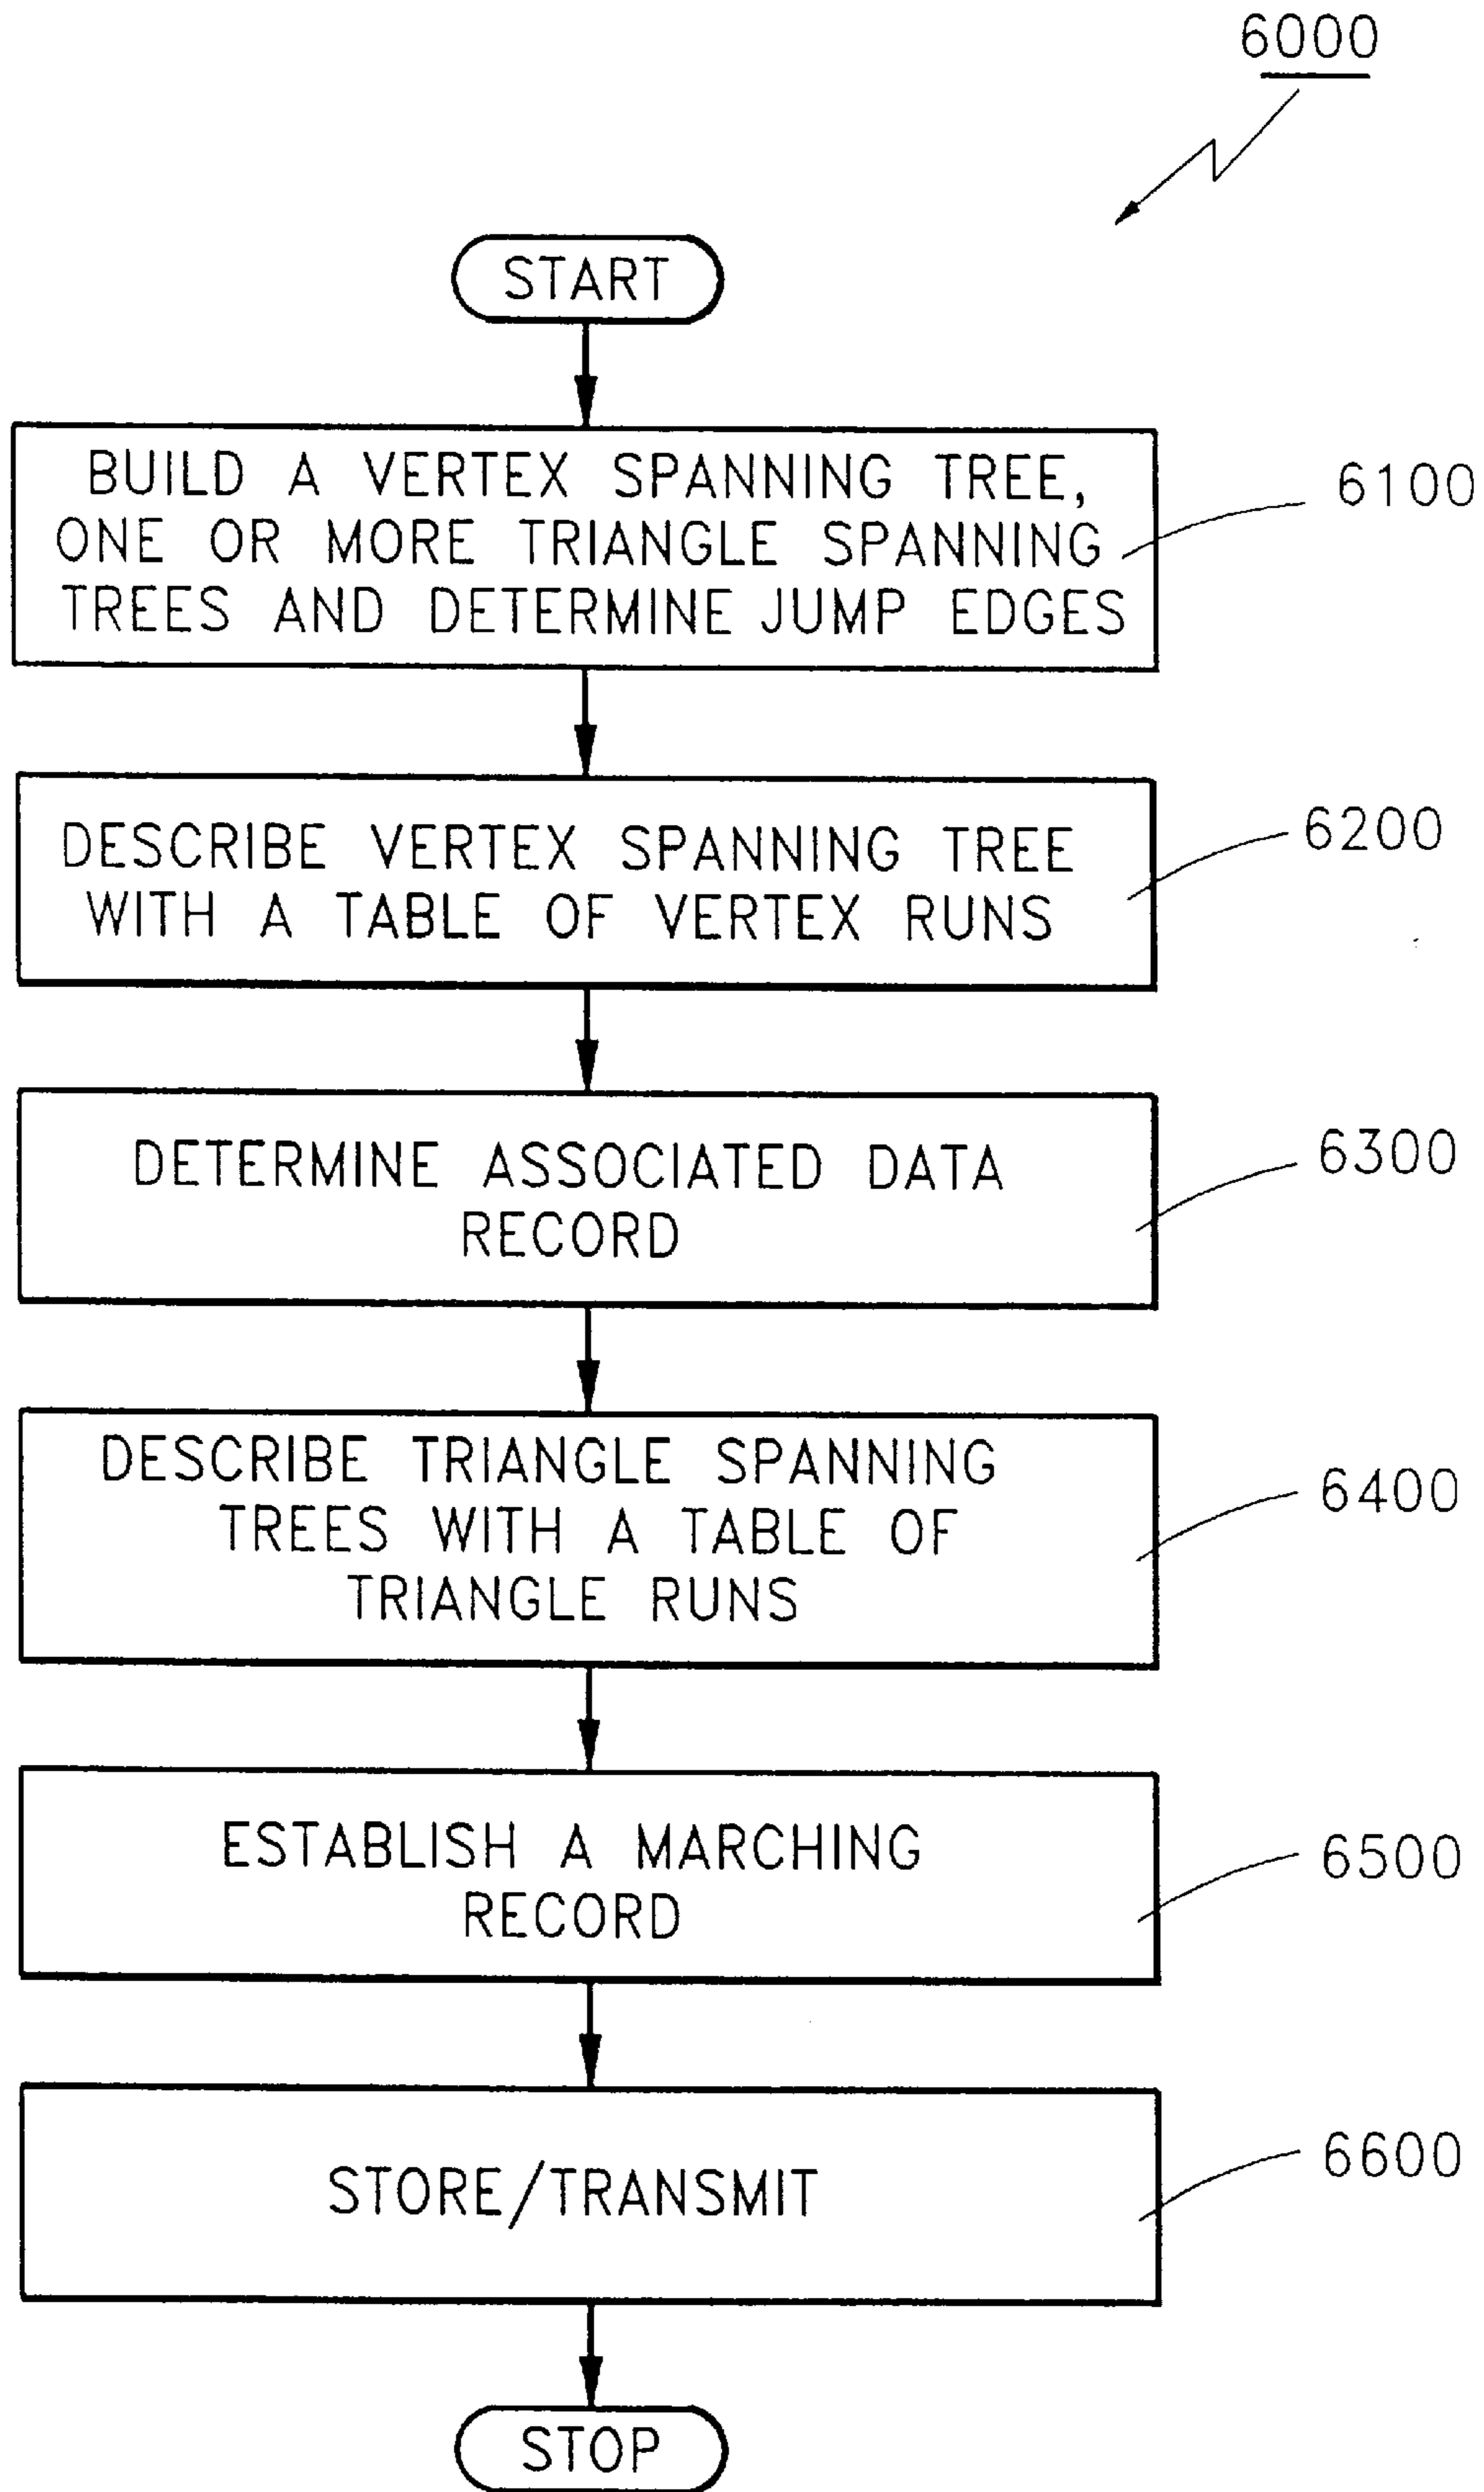 6000
START
BUILD A VERTEX SPANNING TREE,
ONE OR MORE TRIANGLE SPANNING
TREES AND DETERMINE JUMP EDGES
6100
DESCRIBE VERTEX SPANNING TREE
WITH A TABLE OF VERTEX RUNS
6200
DETERMINE ASSOCIATED DATA
RECORD
6300
DESCRIBE TRIANGLE SPANNING
TREES WITH A TABLE OF
TRIANGLE RUNS
6400
ESTABLISH A MARCHING
RECORD
6500
STORE/TRANSMIT
6600
STOP